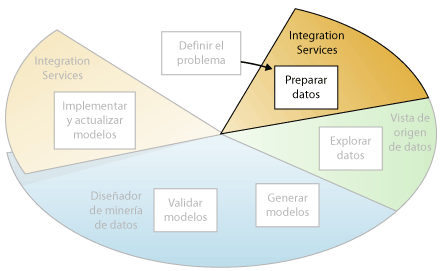 Definir el
problema
Integration
Services
Preparar
datos
Vista de
origen
de datos
Explorar
datos
Generar
modelos
Validar
modelos
Diseñador
de minería
de datos
Integration
Services
Implementar
y actualizar
modelos